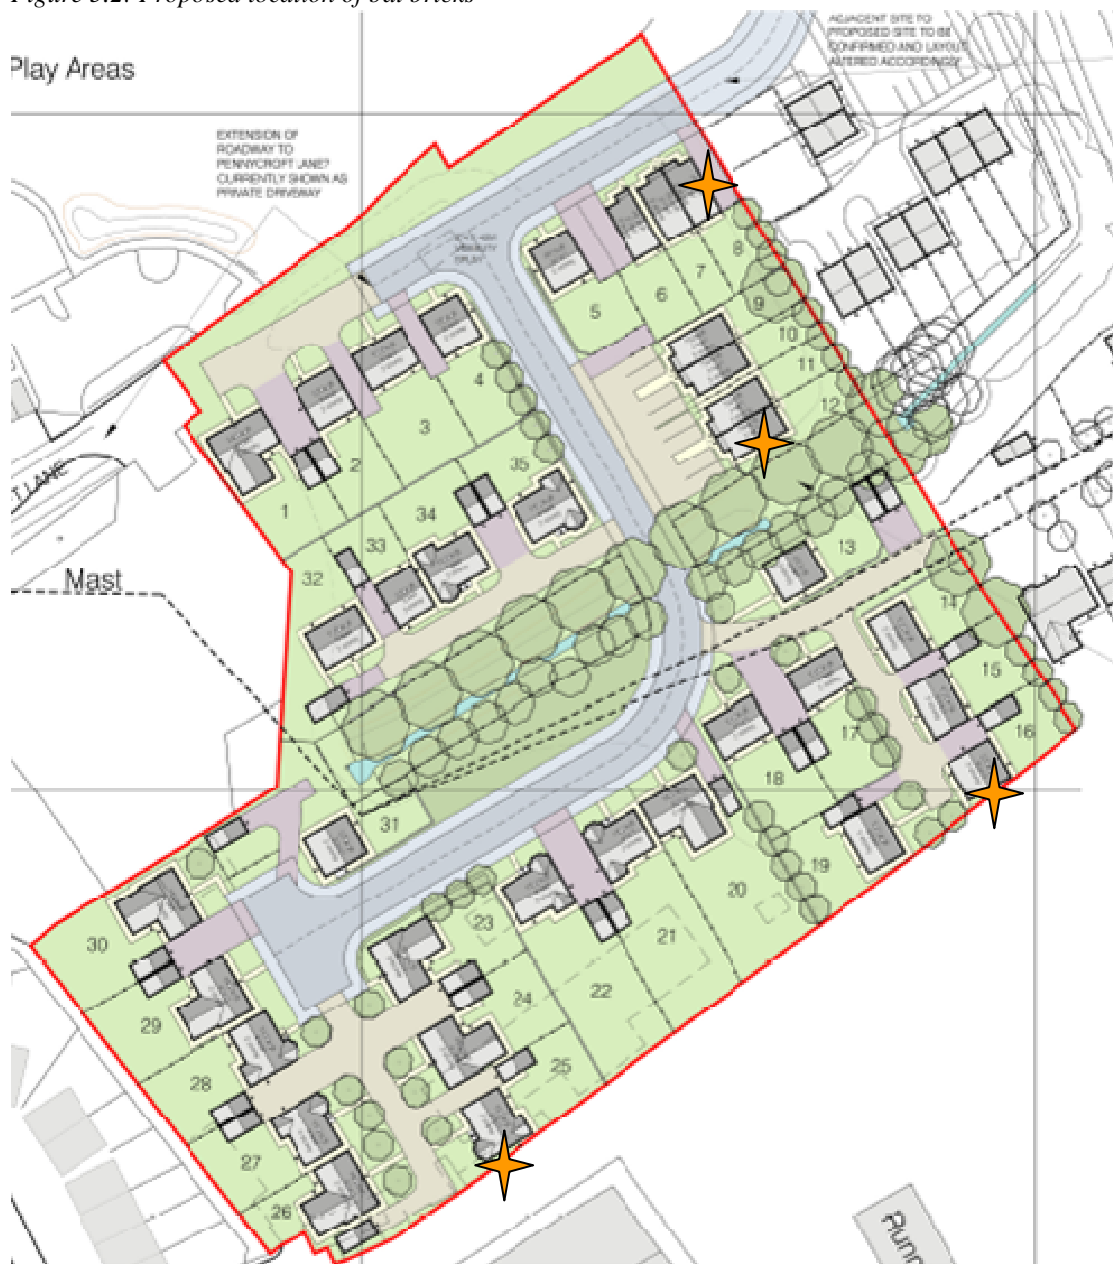 Figure 3.2: Proposed location of bat bricks
ADJACENT SITE TO
PROPOSED SITE TO BE
CONFIRMED AND LAYOUT
ALTERED ACCORDINGLY
Play Areas
EXTENSION OF
ROADWAY TO
PENNYCROFT LANE?
CURRENTLY SHOWN AS
PRIVATE DRIVEWAY
8
7
6
9
5
10
11
4
12
3
35
2
34
1
33
13
32
Mast
T LANE
14
15
16
17
18
31
19
20
23
30
21
22
24
29
25
28
27
26
Runn